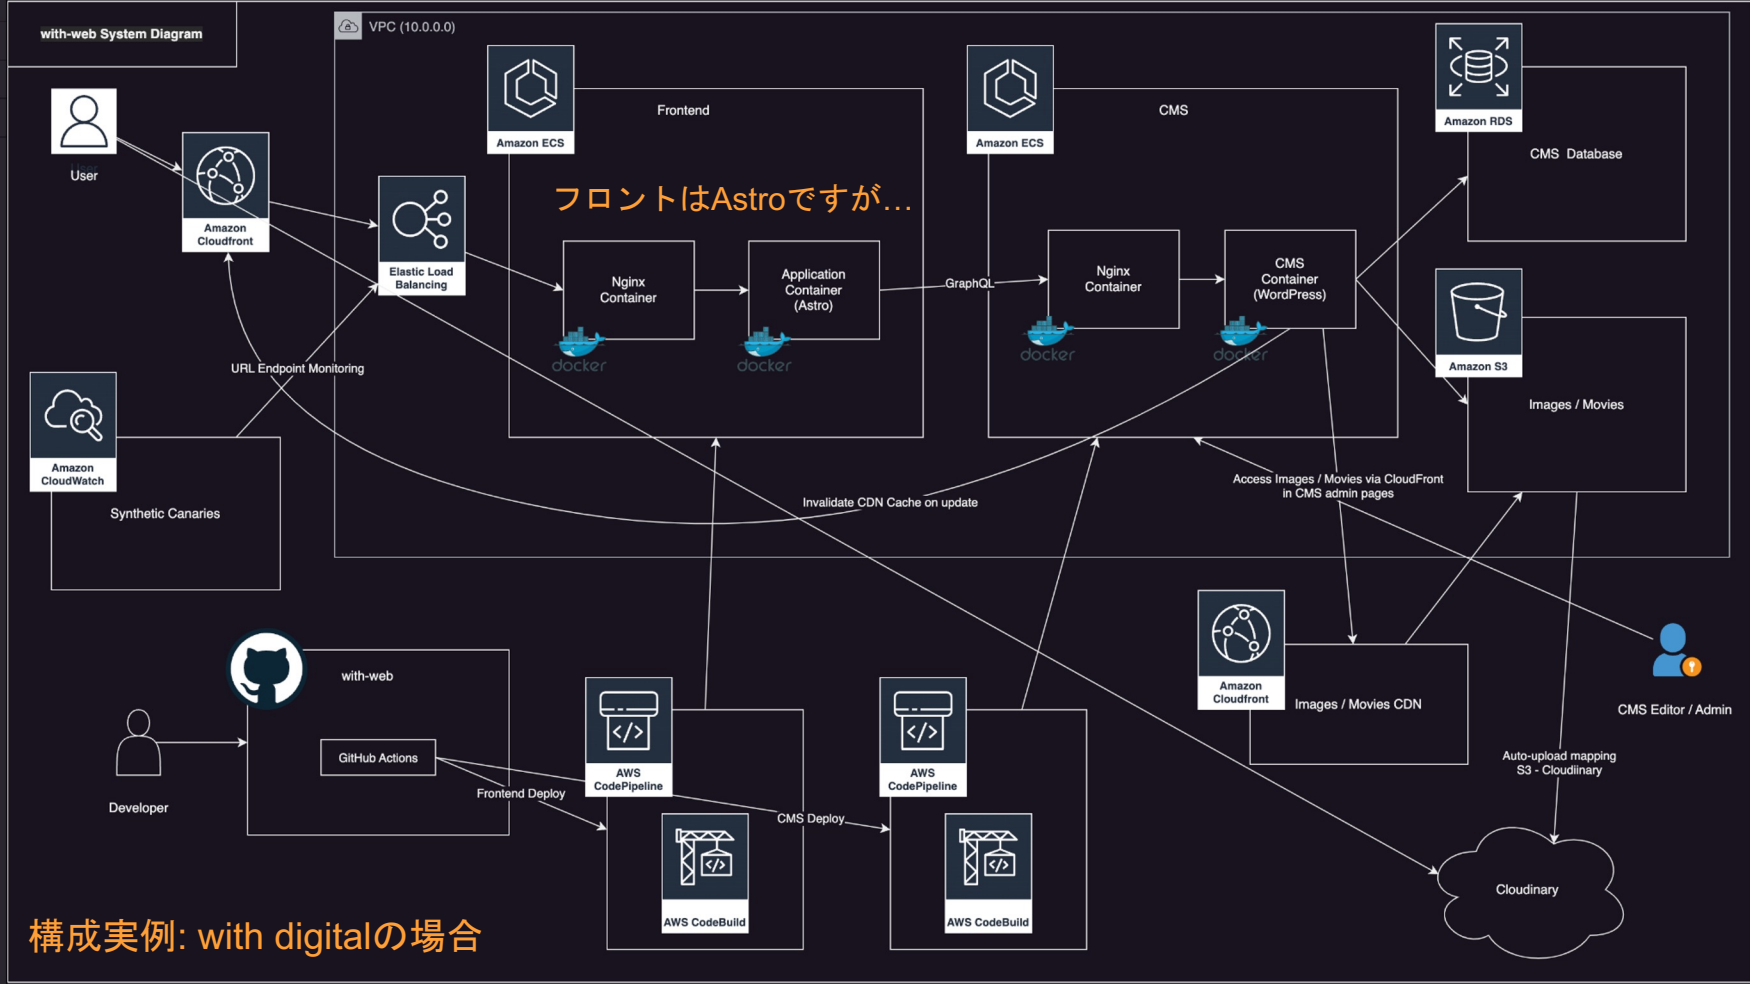 with-web System Diagram
VPC (10.0.0.0)
User
Amazon
Cloudfront
Elastic Load
Balancing
Amazon ECS
Frontend
フロントはAstroですが…
Nginx
Container
docker
Application
Container
(Astro)
docker
GraphQL
Amazon ECS
CMS
Nginx
Container
docker
CMS
Container
(WordPress)
docker
Amazon RDS
CMS Database
Amazon S3
Images / Movies
URL Endpoint Monitoring
Amazon
CloudWatch
Synthetic Canaries
Invalidate CDN Cache on update
Access Images / Movies via CloudFront
in CMS admin pages
Amazon
Cloudfront
Images / Movies CDN
CMS Editor / Admin
Auto-upload mapping
S3 - Cloudiinary
Cloudinary
Developer
with-web
GitHub Actions
Frontend Deploy
CMS Deploy
AWS
CodePipeline
AWS CodeBuild
AWS
CodePipeline
AWS CodeBuild
構成実例: with digitalの場合